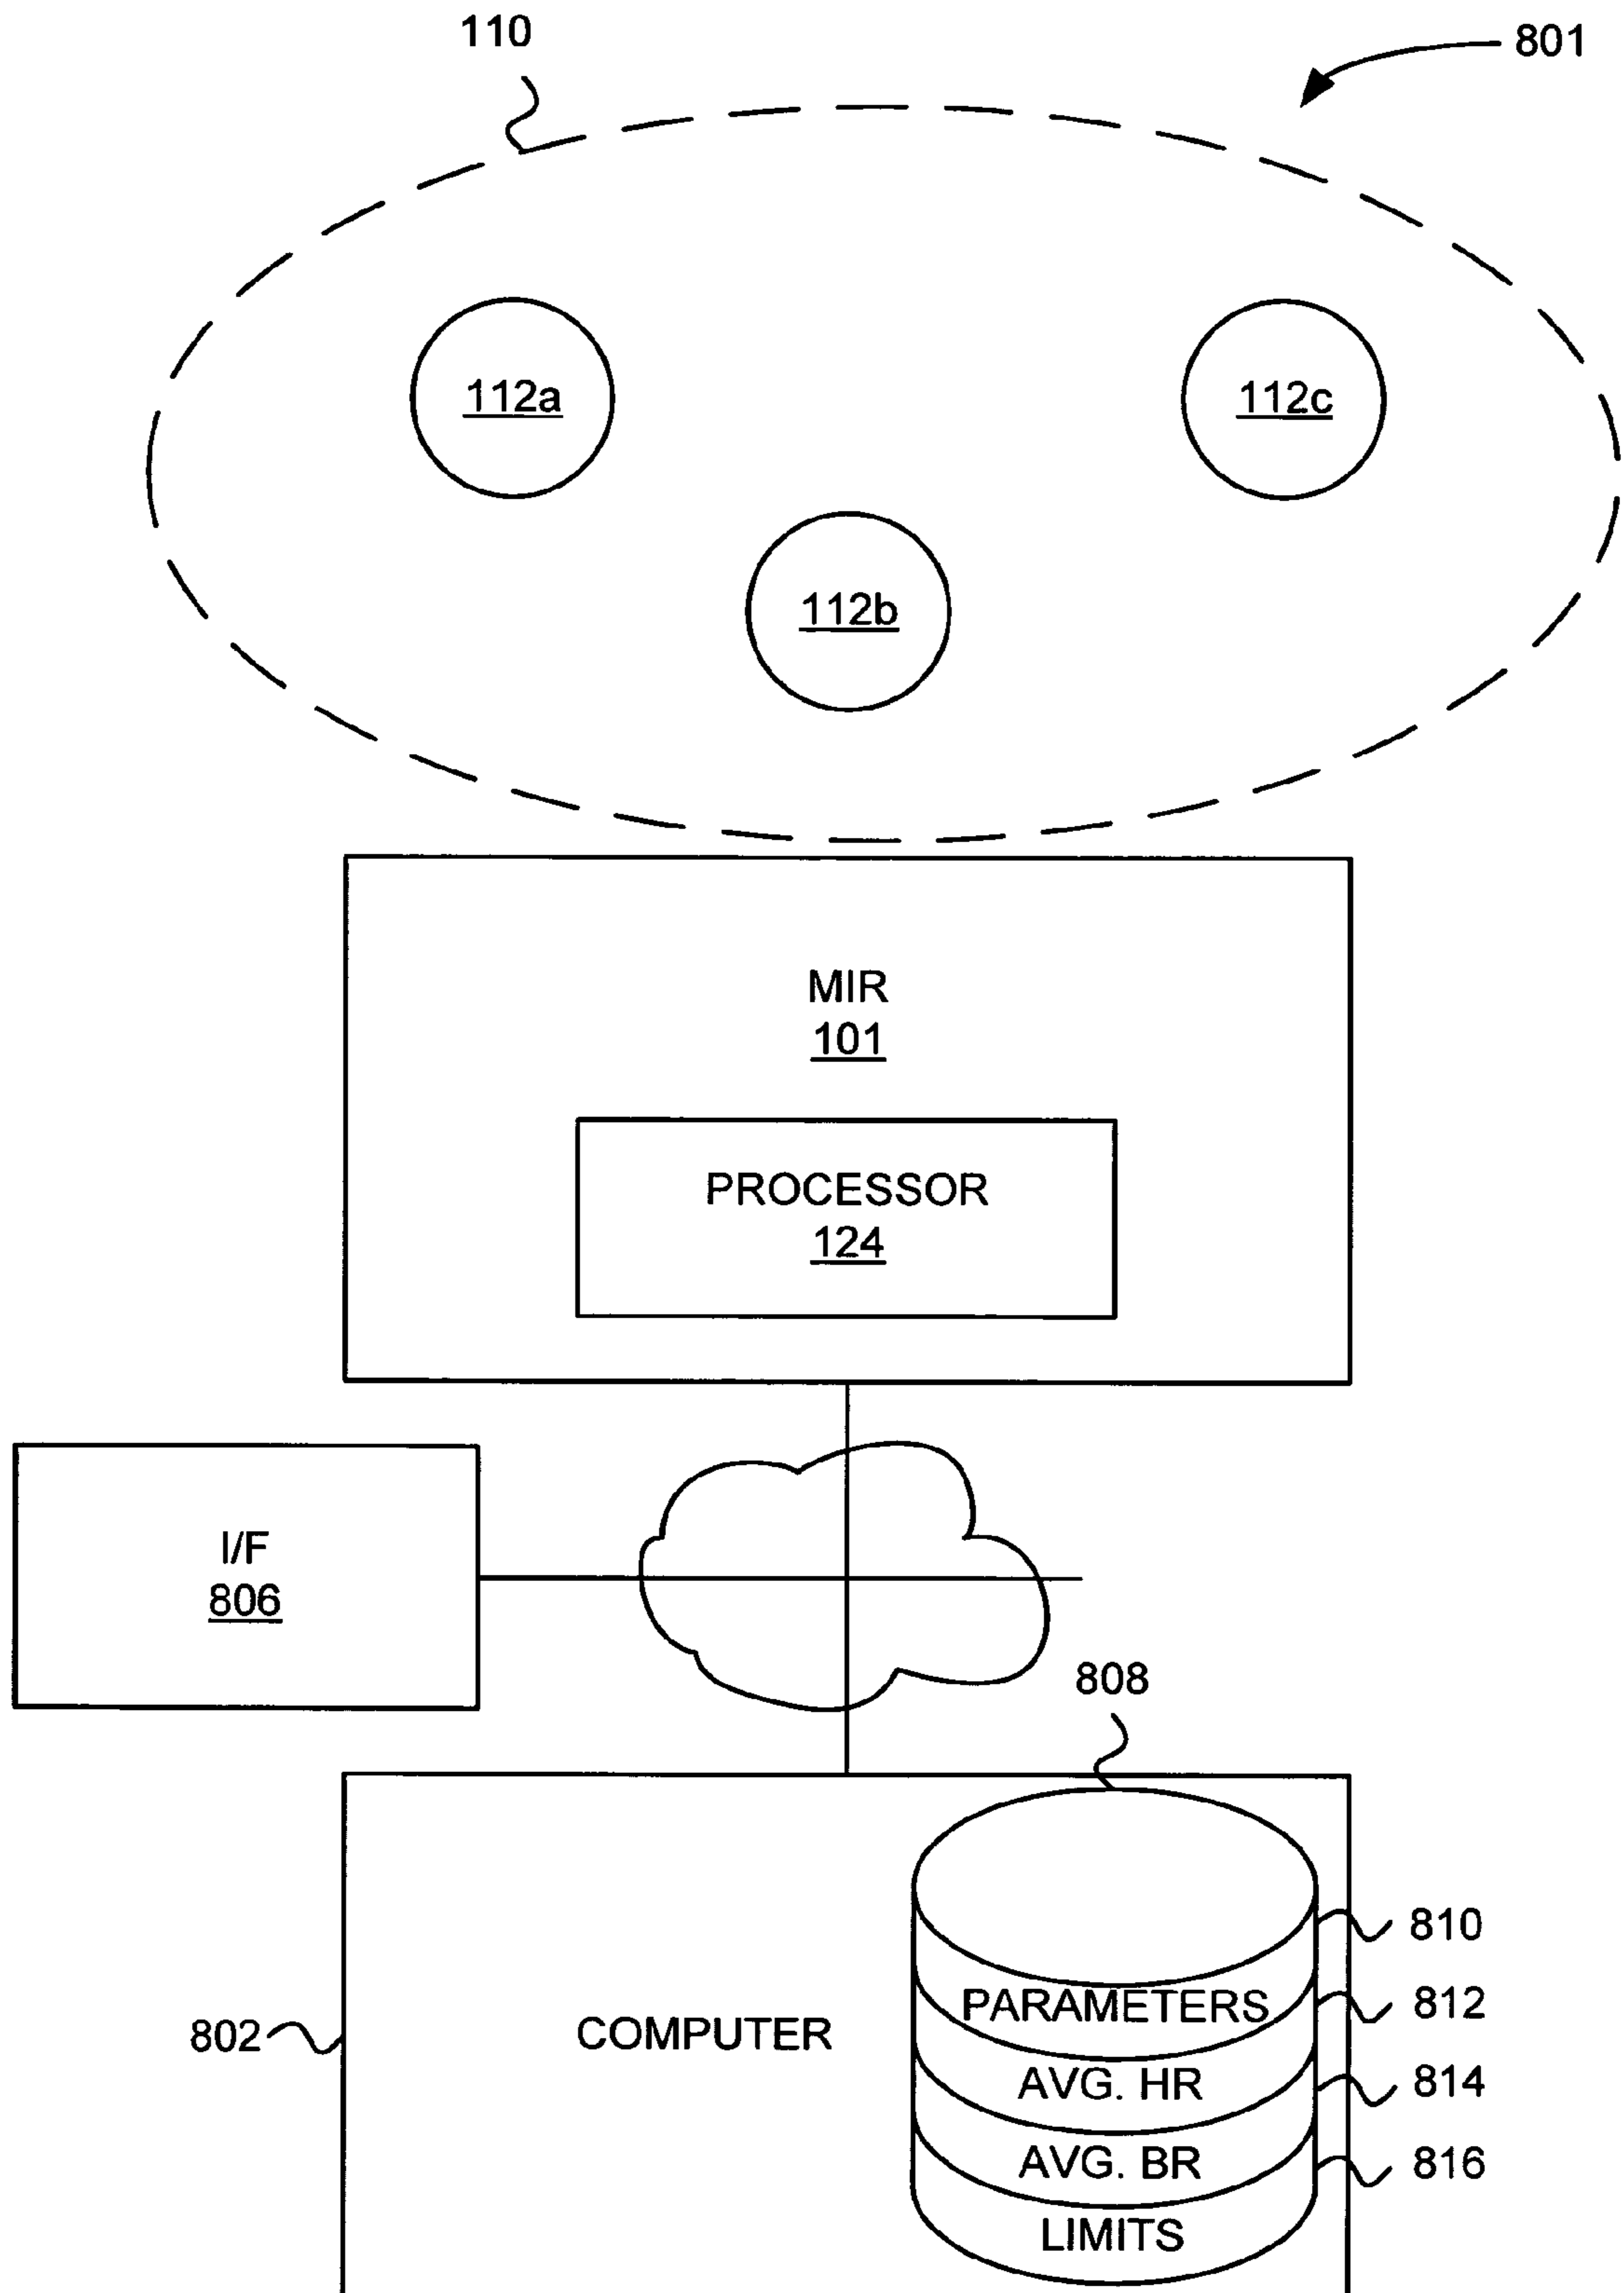 110
801
112a
112c
112b
MIR
101
PROCESSOR
124
I/F
806
808
810
PARAMETERS
812
802
COMPUTER
AVG. HR
814
AVG. BR
816
LIMITS